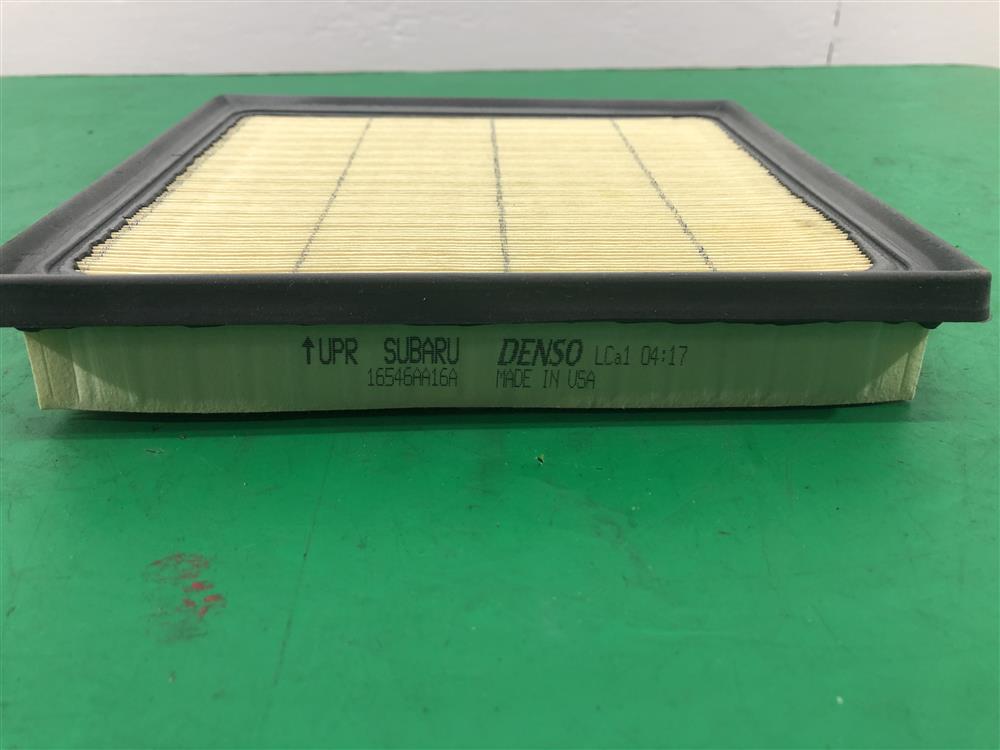 ↑UPR SUBARU DENSO LCa1 04:17
16546AA16A MADE IN USA